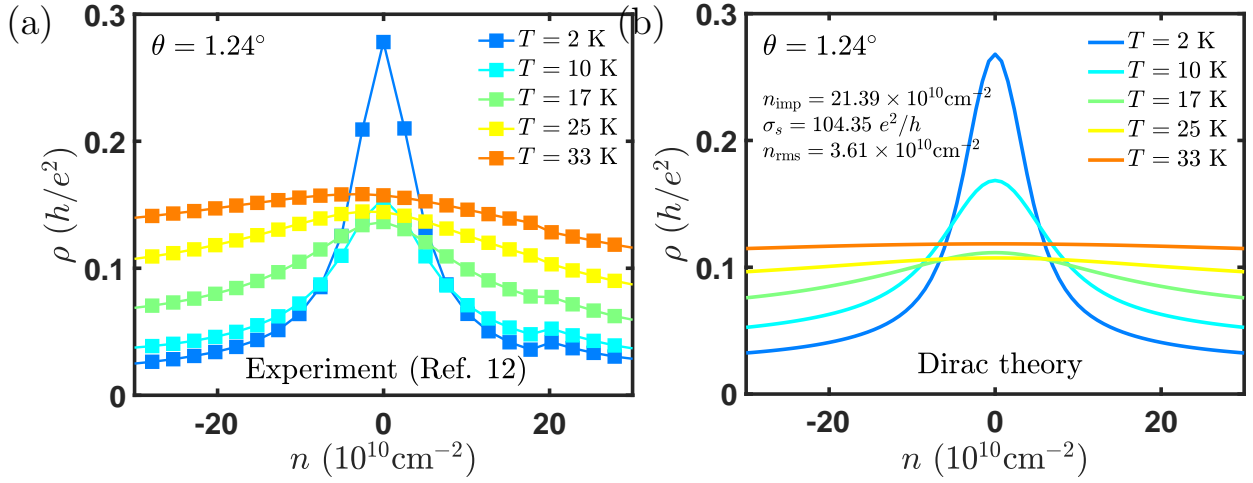 (a)
θ = 1.24°
T = 2 K
T = 10 K
T = 17 K
T = 25 K
T = 33 K
Experiment (Ref. 12)
0.3
0.2
0.1
0
-20
0
20
ρ (h/e²)
n (10¹⁰cm⁻²)
(b)
θ = 1.24°
n_imp = 21.39 × 10¹⁰cm⁻²
σ_s = 104.35 e²/h
n_rms = 3.61 × 10¹⁰cm⁻²
T = 2 K
T = 10 K
T = 17 K
T = 25 K
T = 33 K
Dirac theory
0.3
0.2
0.1
0
-20
0
20
ρ (h/e²)
n (10¹⁰cm⁻²)